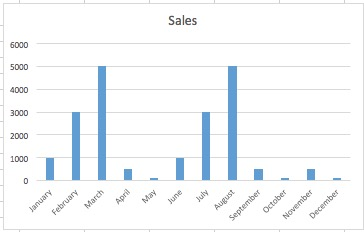 Sales
6000
5000
4000
3000
2000
1000
0
January
February
March
April
May
June
July
August
September
October
November
December